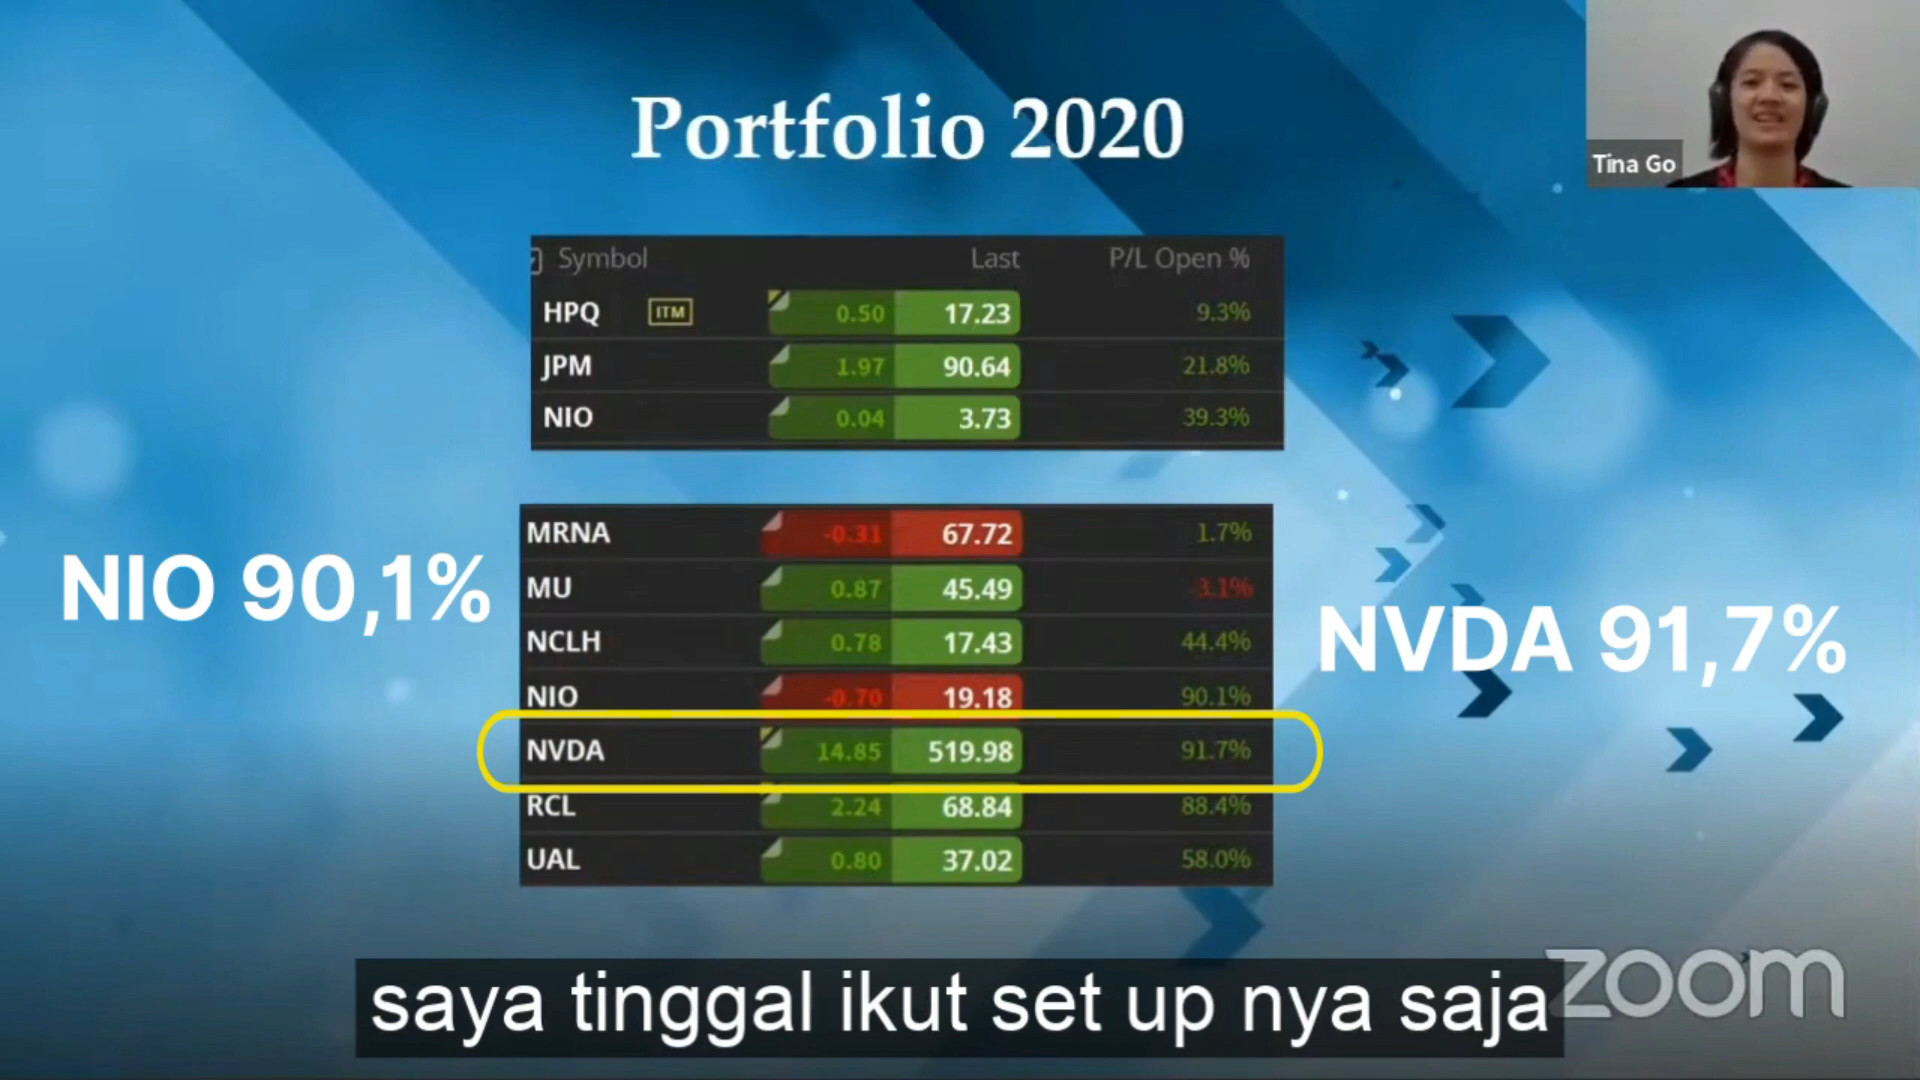 Portfolio 2020
Tina Go
Symbol Last P/L Open %
HPQ ITM 0.50 17.23 9.3%
JPM 1.97 90.64 21.8%
NIO 0.04 3.73 39.3%
MRNA -0.31 67.72 1.7%
MU 0.87 45.49 -3.1%
NCLH 0.78 17.43 44.4%
NIO -0.70 19.18 90.1%
NVDA 14.85 519.98 91.7%
RCL 2.24 68.84 88.4%
UAL 0.80 37.02 58.0%
NIO 90,1%
NVDA 91,7%
saya tinggal ikut set up nya saja
zoom